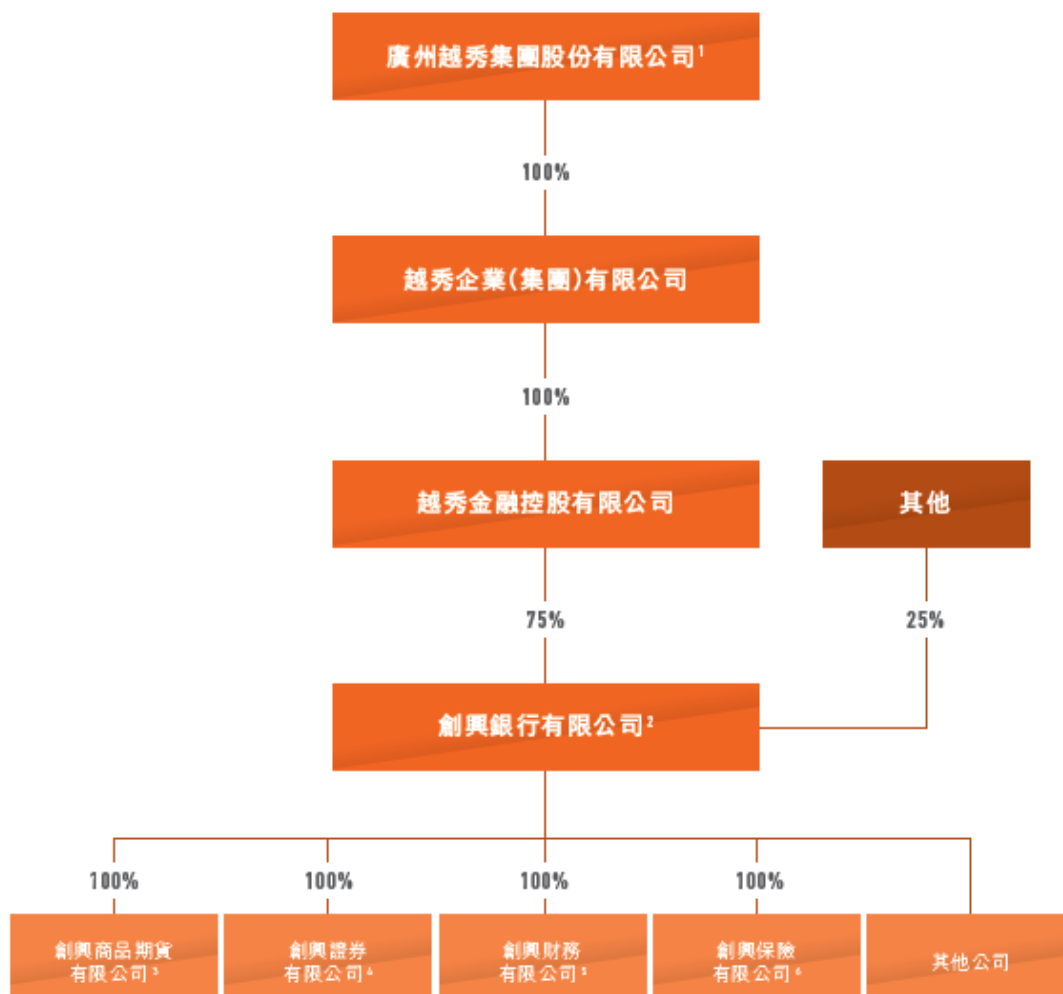 廣州越秀集團股份有限公司¹
100%
越秀企業(集團)有限公司
100%
越秀金融控股有限公司
其他
75%
25%
創興銀行有限公司²
100%
100%
100%
100%
創興商品期貨
有限公司³
創興證券
有限公司⁴
創興財務
有限公司⁵
創興保險
有限公司⁶
其他公司